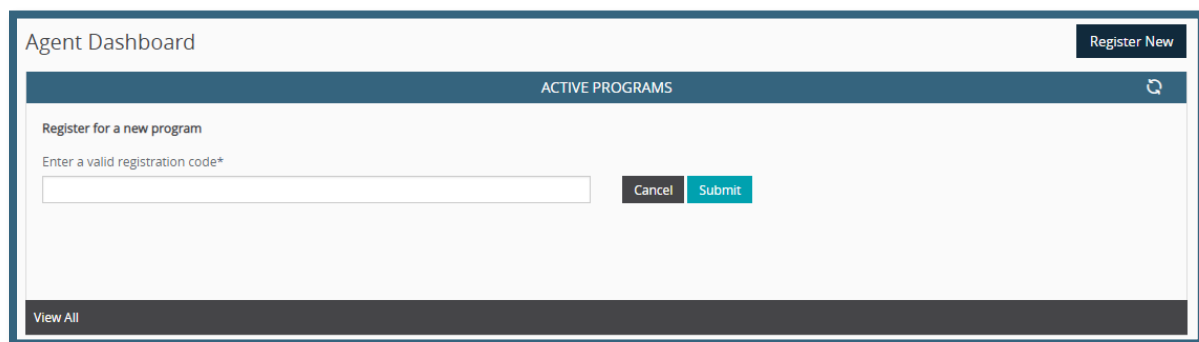 Agent Dashboard
Register New
ACTIVE PROGRAMS
Register for a new program
Enter a valid registration code*
Cancel
Submit
View All